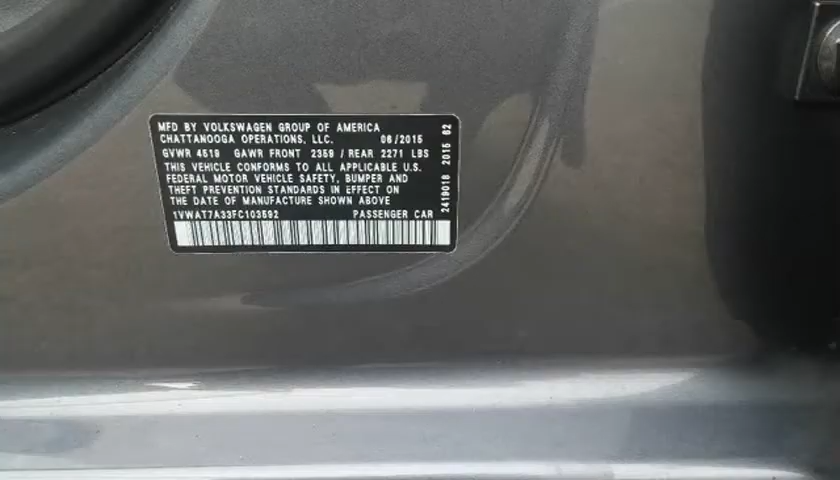 MFD BY VOLKSWAGEN GROUP OF AMERICA
CHATTANOOGA OPERATIONS, LLC. 06/2015
GVWR 4519 GAWR FRONT 2359 / REAR 2271 LBS
THIS VEHICLE CONFORMS TO ALL APPLICABLE U.S.
FEDERAL MOTOR VEHICLE SAFETY, BUMPER AND
THEFT PREVENTION STANDARDS IN EFFECT ON
THE DATE OF MANUFACTURE SHOWN ABOVE
1VWAT7A33FC103592 PASSENGER CAR
2419018 2015 62